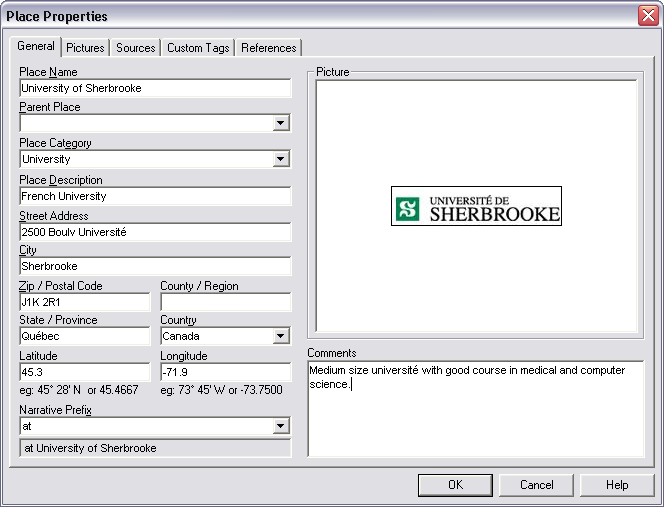 Place Properties
General
Pictures
Sources
Custom Tags
References
Place Name
University of Sherbrooke
Parent Place
Place Category
University
Place Description
French University
Street Address
2500 Boulv Université
City
Sherbrooke
Zip / Postal Code
County / Region
J1K 2R1
State / Province
Country
Québec
Canada
Latitude
Longitude
45.3
-71.9
eg: 45° 28' N or 45.4667
eg: 73° 45' W or -73.7500
Narrative Prefix
at
at University of Sherbrooke
Picture
UNIVERSITÉ DE
SHERBROOKE
Comments
Medium size université with good course in medical and computer
science.
OK
Cancel
Help